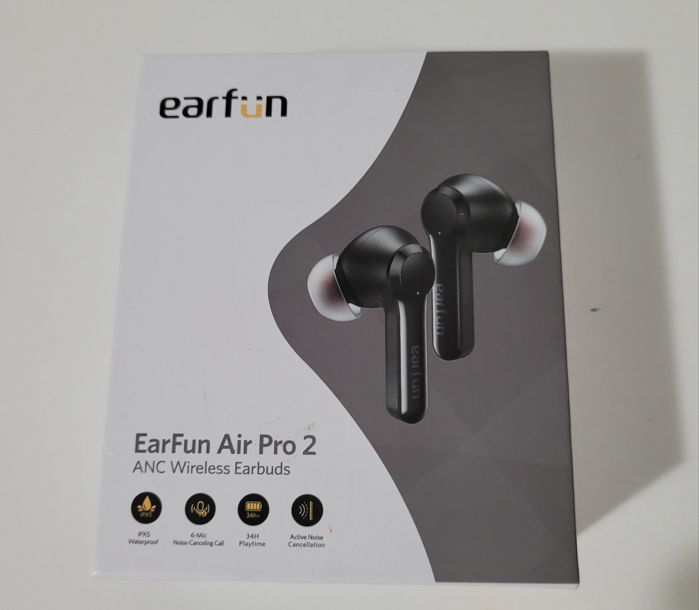 earfun
earfun
earfun
EarFun Air Pro 2
ANC Wireless Earbuds
IPX5
34h+
IPX5
Waterproof
6-Mic
Noise-Canceling Call
34H
Playtime
Active Noise
Cancellation